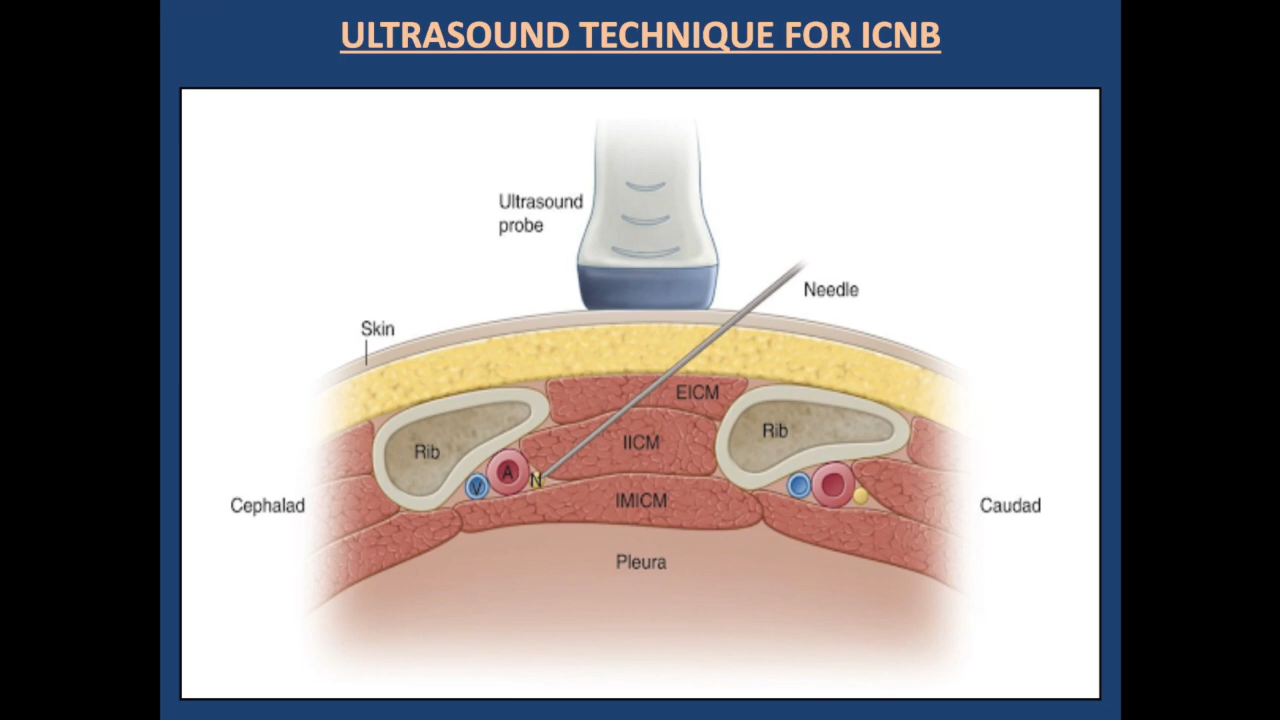 ULTRASOUND TECHNIQUE FOR ICNB
Ultrasound
probe
Needle
Skin
EICM
Rib
IICM
Rib
V
A
N
Cephalad
IMICM
Caudad
Pleura